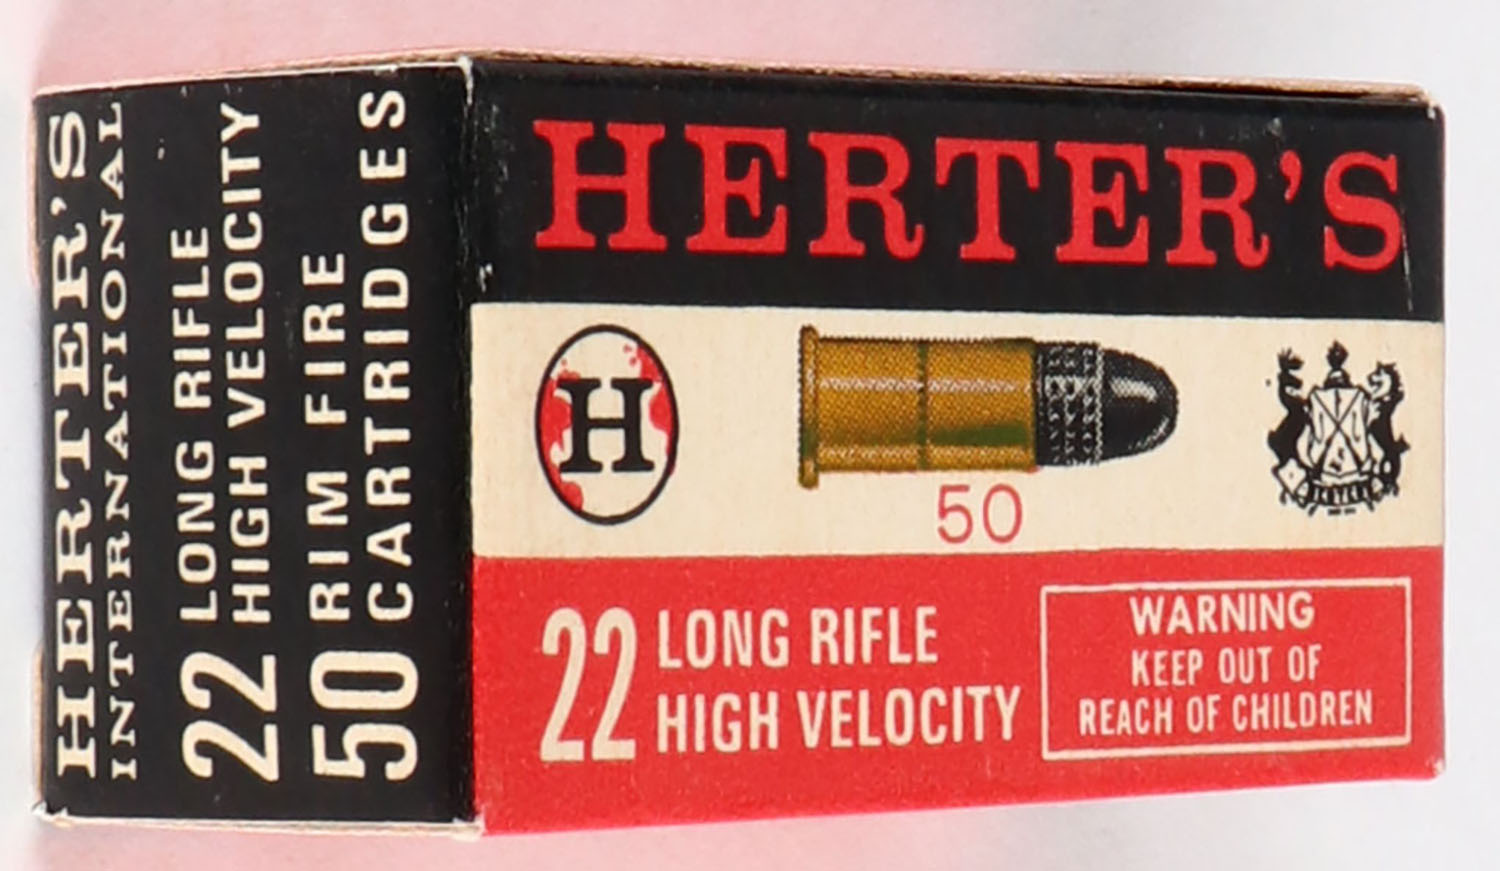 HERTER'S
INTERNATIONAL
22 LONG RIFLE
HIGH VELOCITY
50 RIM FIRE
CARTRIDGES
HERTER'S
H
50
22 LONG RIFLE
HIGH VELOCITY
WARNING
KEEP OUT OF
REACH OF CHILDREN